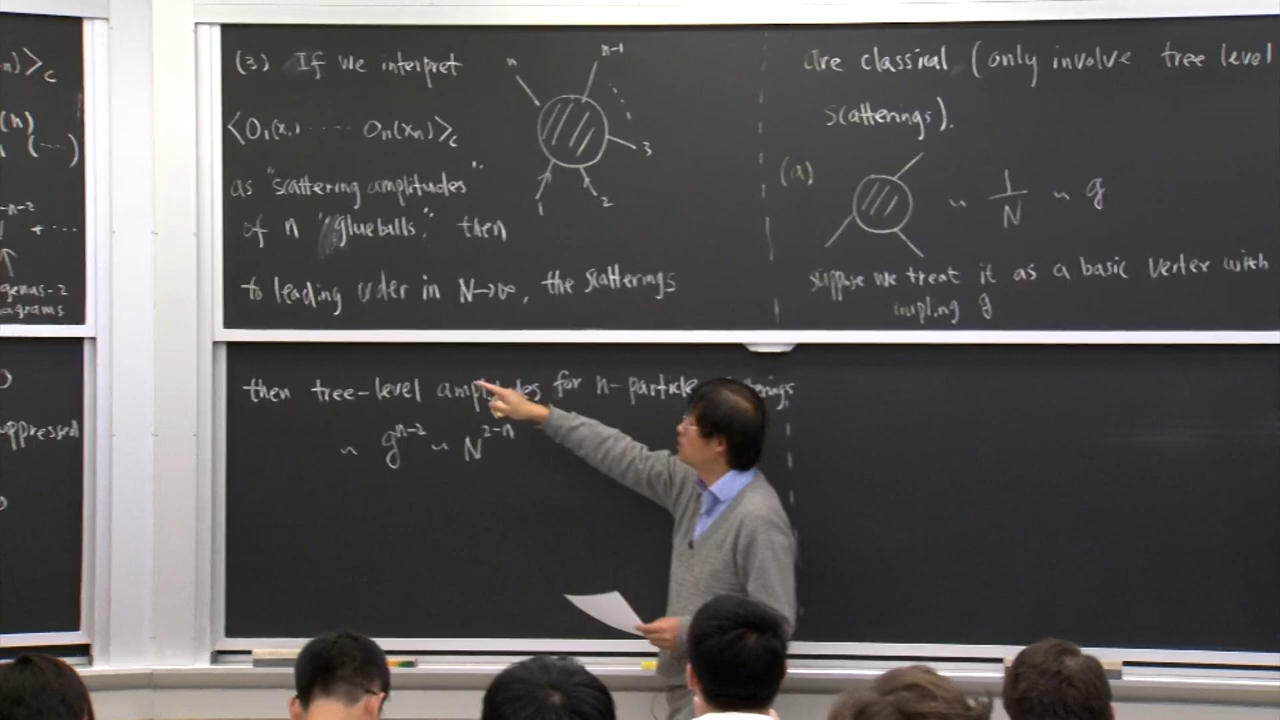 n)>_c
(n)
(...)
-n-2
+ ...
↑
genus-2
agrams
uppressed
(3) If we interpret
<O₁(x₁) ..... Oₙ(xₙ)>_c
as "scattering amplitudes"
of n "glueballs", then
to leading order in N→∞, the scatterings
n
n-1
3
2
1
are classical (only involve tree level
scatterings).
(a)
~ 1/N ~ g
suppose we treat it as a basic vertex with
coupling g
then tree-level amplitudes for n-particle
~ g^{n-2} ~ N^{2-n}